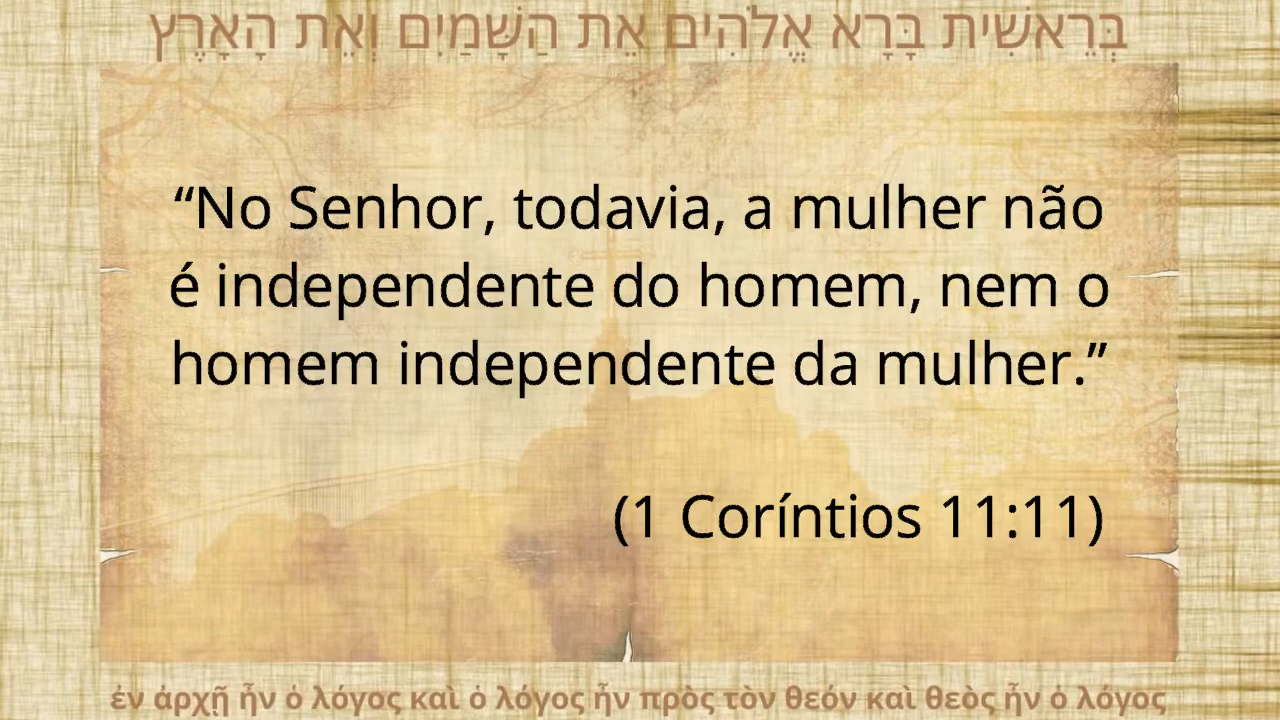 בְּרֵאשִׁית בָּרָא אֱלֹהִים אֵת הַשָּׁמַיִם וְאֵת הָאָרֶץ
“No Senhor, todavia, a mulher não
é independente do homem, nem o
homem independente da mulher.”
(1 Coríntios 11:11)
ἐν ἀρχῇ ἦν ὁ λόγος καὶ ὁ λόγος ἦν πρὸς τὸν θεόν καὶ θεὸς ἦν ὁ λόγος